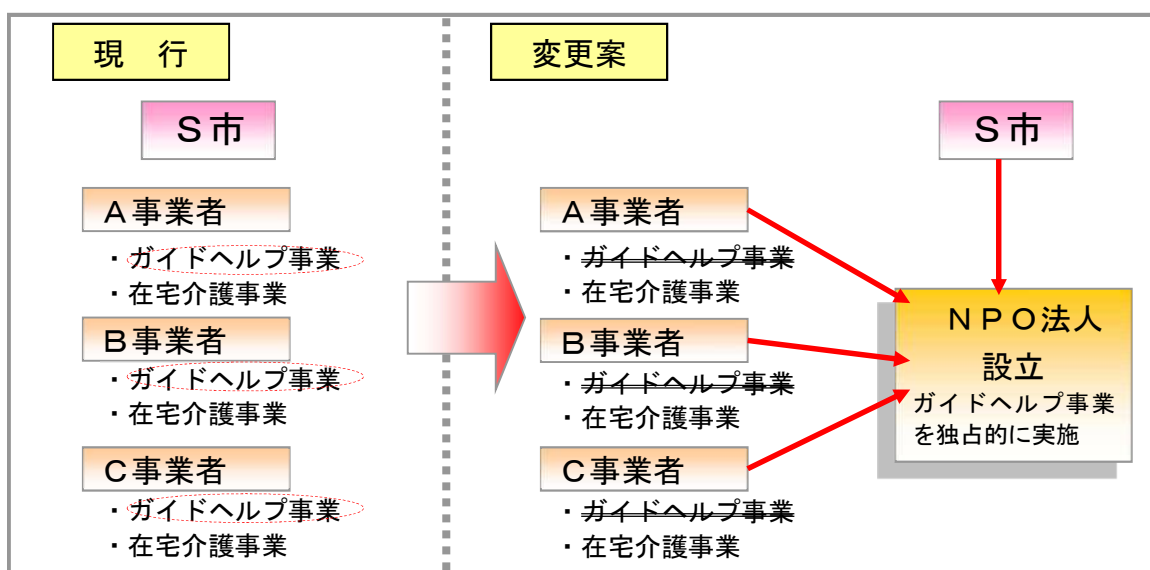 現　行
Ｓ市
Ａ事業者
・ガイドヘルプ事業
・在宅介護事業
Ｂ事業者
・ガイドヘルプ事業
・在宅介護事業
Ｃ事業者
・ガイドヘルプ事業
・在宅介護事業
変更案
Ｓ市
Ａ事業者
・ガイドヘルプ事業
・在宅介護事業
Ｂ事業者
・ガイドヘルプ事業
・在宅介護事業
Ｃ事業者
・ガイドヘルプ事業
・在宅介護事業
ＮＰＯ法人
設立
ガイドヘルプ事業
を独占的に実施